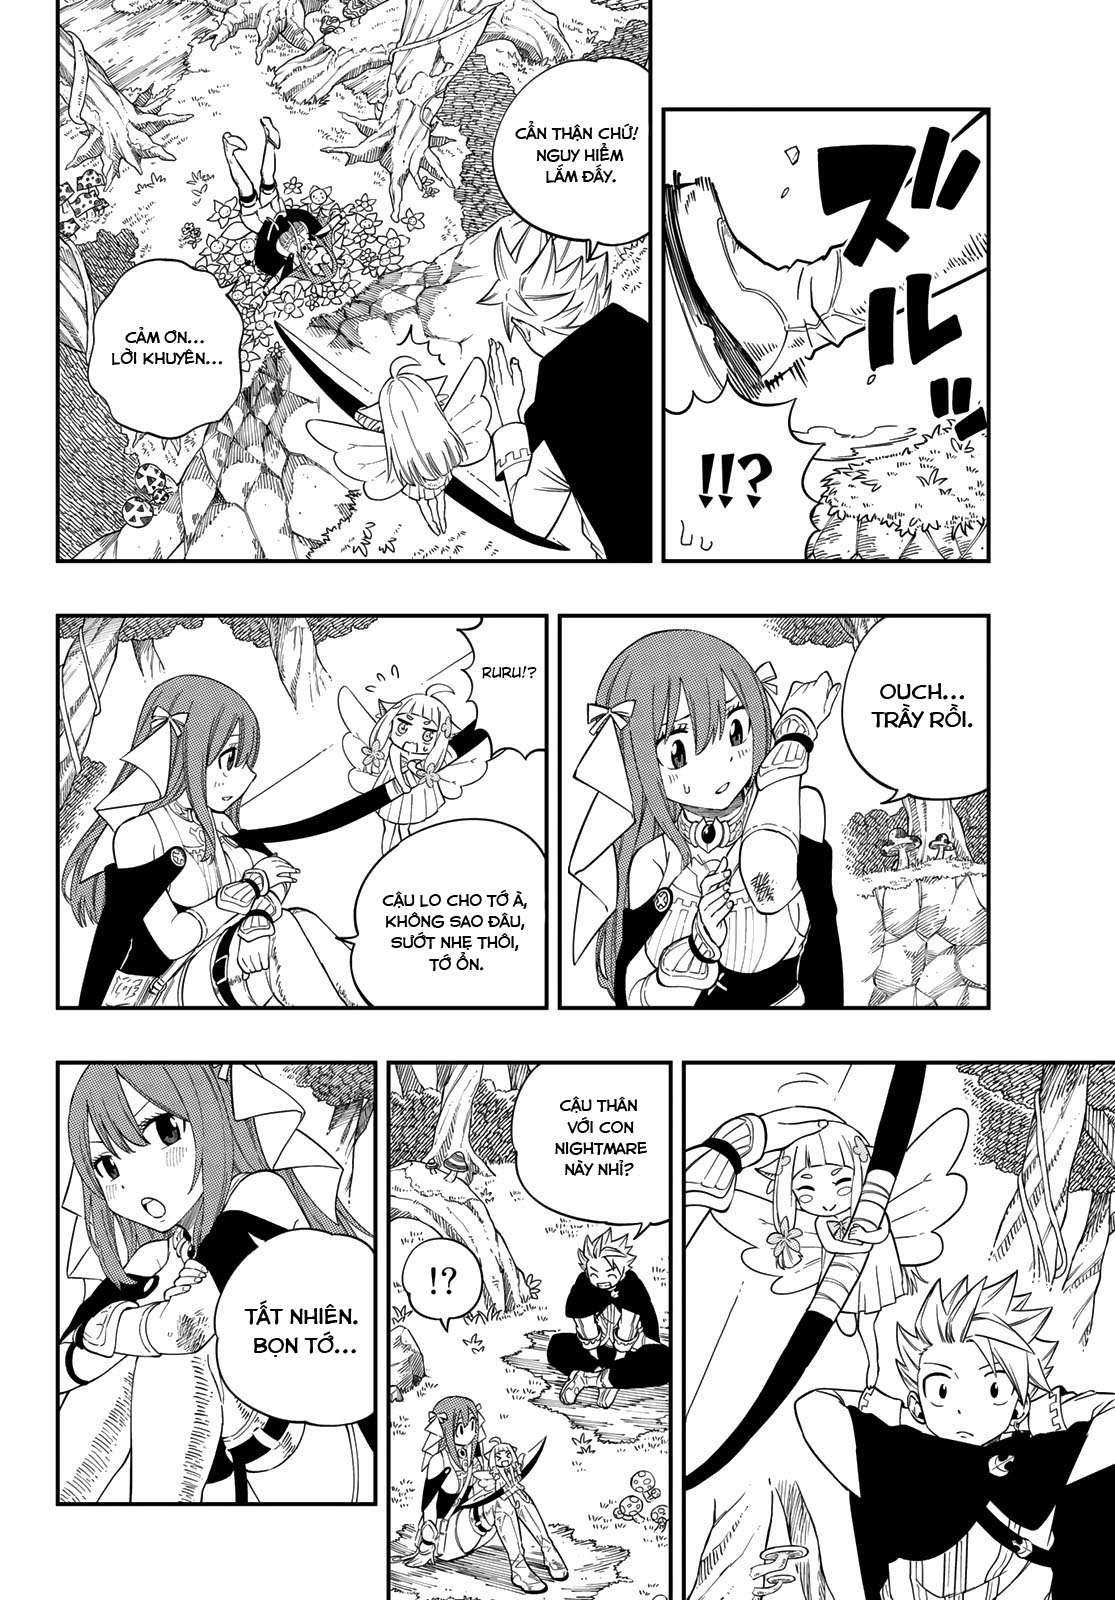 ズルッ
!!?
CẨN THẬN CHỨ!
NGUY HIỂM
LẮM ĐẤY.
CẢM ƠN...
LỜI KHUYÊN...
OUCH...
TRẦY RỒI.
RURU!?
CẬU LO CHO TỚ À,
KHÔNG SAO ĐÂU,
SƯỚT NHẸ THÔI,
TỚ ỔN.
CẬU THÂN
VỚI CON
NIGHTMARE
NÀY NHỈ?
!?
TẤT NHIÊN.
BỌN TỚ...